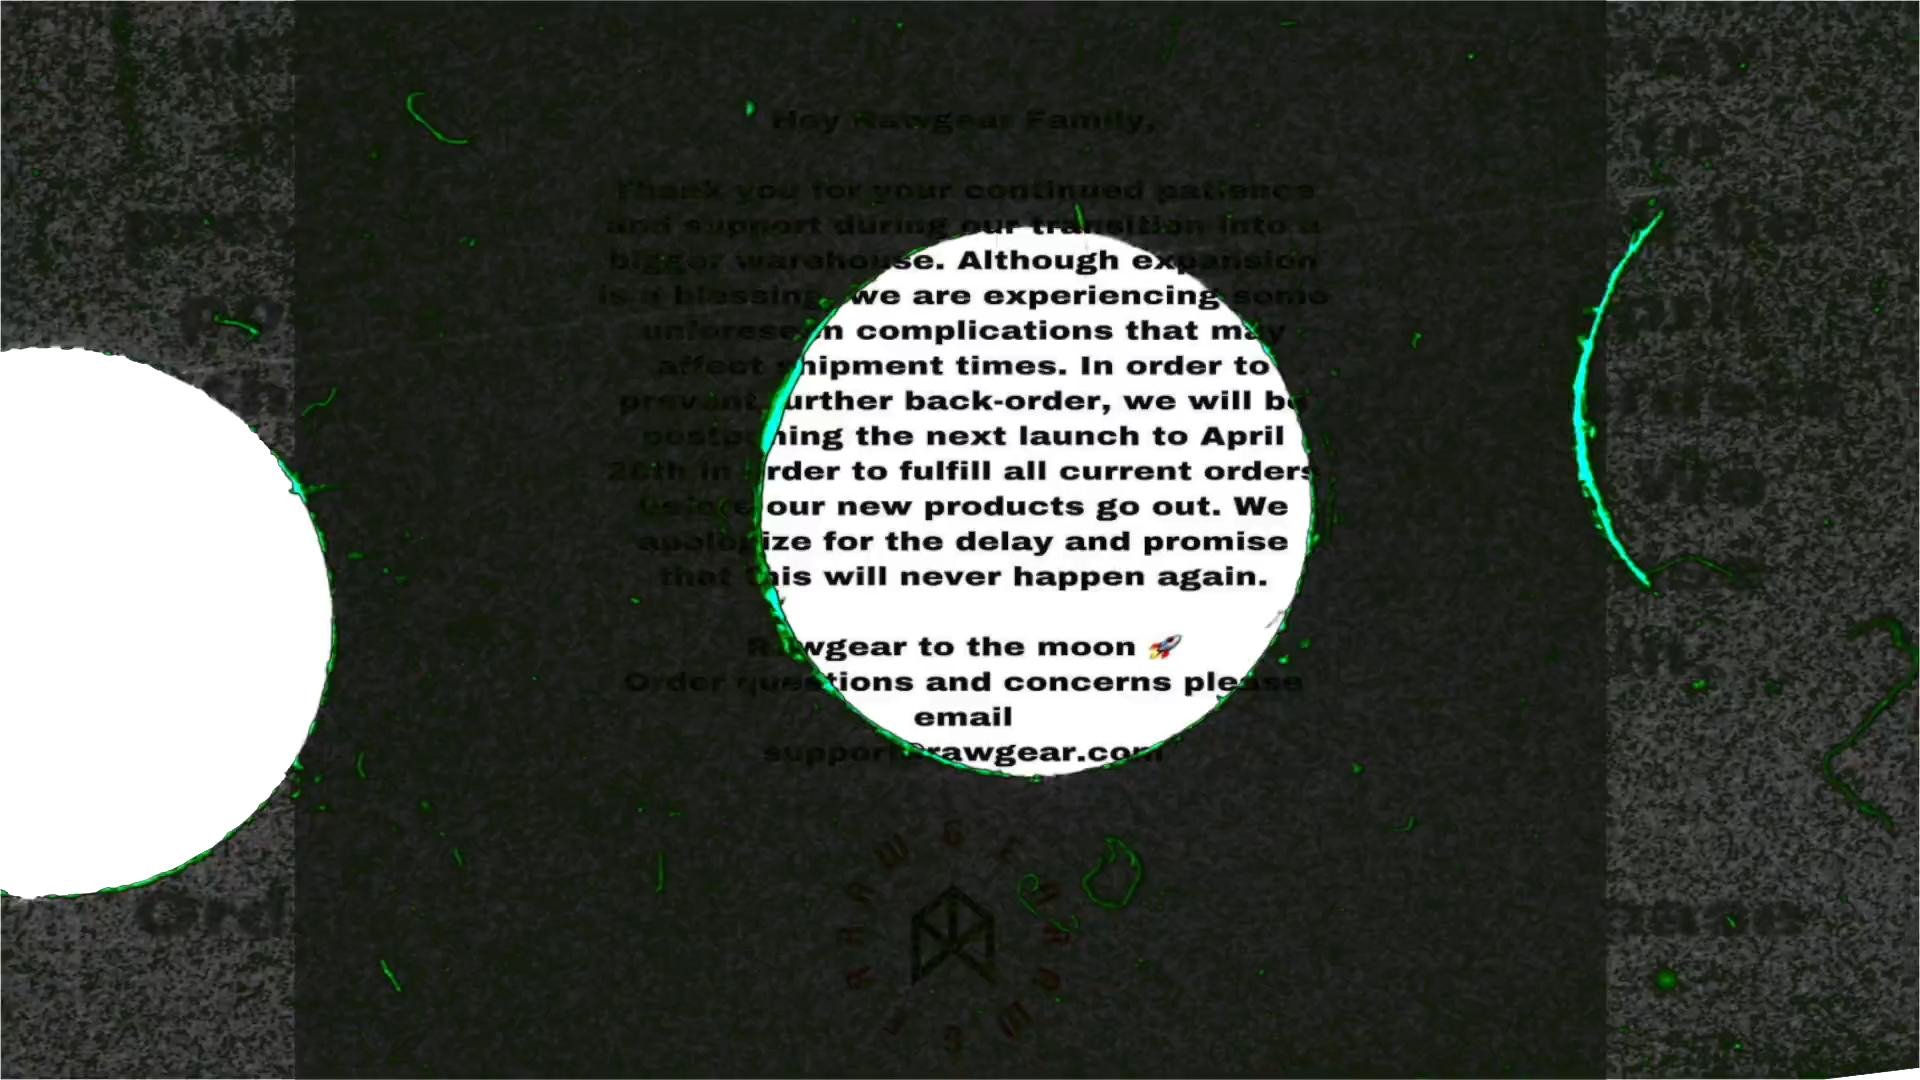 Hey Rawgear Family,
Thank you for your continued patience
and support during our transition into a
bigger warehouse. Although expansion
is a blessing, we are experiencing some
unforeseen complications that may
affect shipment times. In order to
prevent further back-order, we will be
postponing the next launch to April
20th in order to fulfill all current orders
before our new products go out. We
apologize for the delay and promise
that this will never happen again.
Rawgear to the moon 🚀
Order questions and concerns please
email
support@rawgear.com